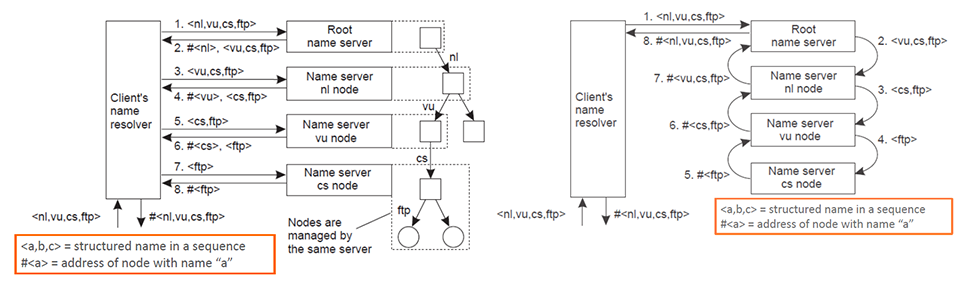 1. <nl,vu,cs,ftp>
2. #<nl>, <vu,cs,ftp>
Root
name server
nl
3. <vu,cs,ftp>
4. #<vu>, <cs,ftp>
Name server
nl node
vu
Client's
name
resolver
5. <cs,ftp>
6. #<cs>, <ftp>
Name server
vu node
cs
7. <ftp>
8. #<ftp>
Name server
cs node
ftp
<nl,vu,cs,ftp>
#<nl,vu,cs,ftp>
Nodes are
managed by
the same server
<a,b,c> = structured name in a sequence
#<a> = address of node with name “a”
1. <nl,vu,cs,ftp>
8. #<nl,vu,cs,ftp>
Root
name server
2. <vu,cs,ftp>
7. #<vu,cs,ftp>
Name server
nl node
3. <cs,ftp>
Client's
name
resolver
6. #<cs,ftp>
Name server
vu node
4. <ftp>
5. #<ftp>
Name server
cs node
<nl,vu,cs,ftp>
#<nl,vu,cs,ftp>
<a,b,c> = structured name in a sequence
#<a> = address of node with name “a”